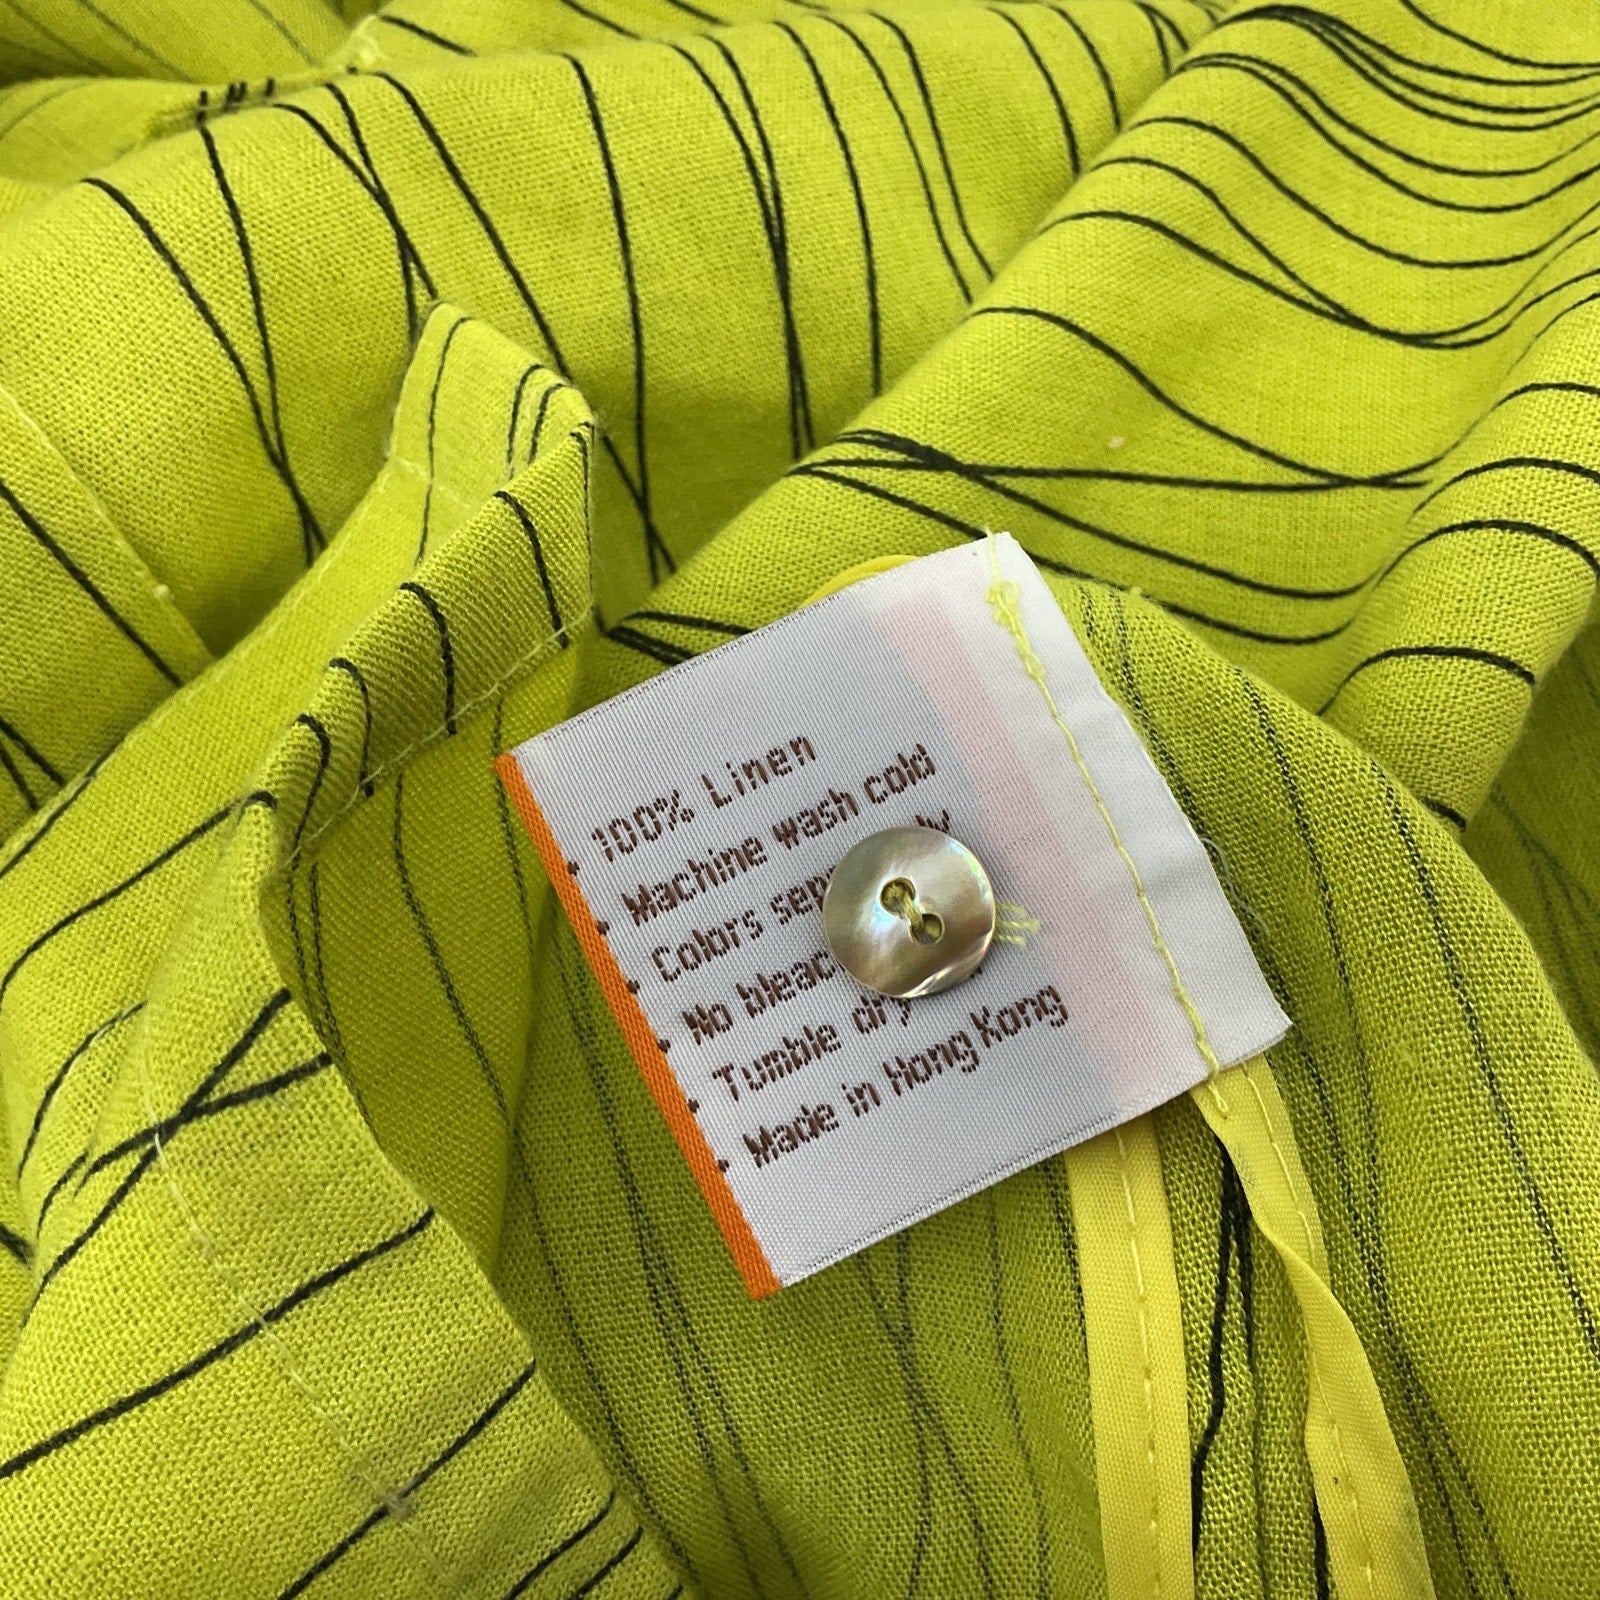 • 100% Linen
• Machine wash cold
• Colors
• No
• Tumble dry
• Made in Hong Kong